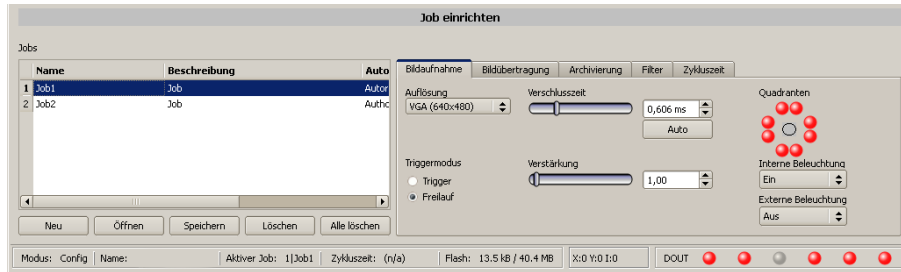 Job einrichten
Jobs
Name Beschreibung Auto
1 Job1 Job Autor
2 Job2 Job Autho
Neu Öffnen Speichern Löschen Alle löschen
Bildaufnahme Bildübertragung Archivierung Filter Zykluszeit
Auflösung Verschlusszeit Quadranten
VGA (640x480) 0,606 ms
Auto
Triggermodus Verstärkung Interne Beleuchtung
Trigger 1,00 Ein
Freilauf Externe Beleuchtung
Aus
Modus: Config Name: Aktiver Job: 1|Job1 Zykluszeit: (n/a) Flash: 13.5 kB / 40.4 MB X:0 Y:0 I:0 DOUT